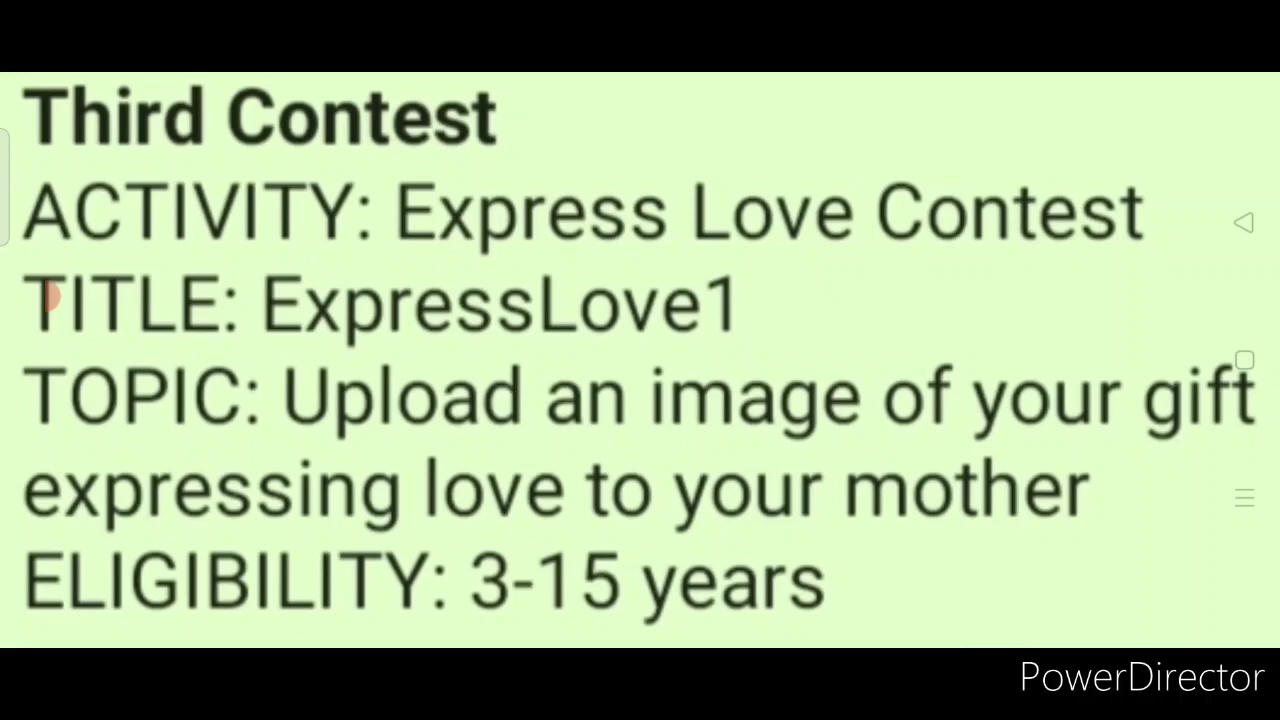 Third Contest
ACTIVITY: Express Love Contest
TITLE: ExpressLove1
TOPIC: Upload an image of your gift
expressing love to your mother
ELIGIBILITY: 3-15 years
PowerDirector